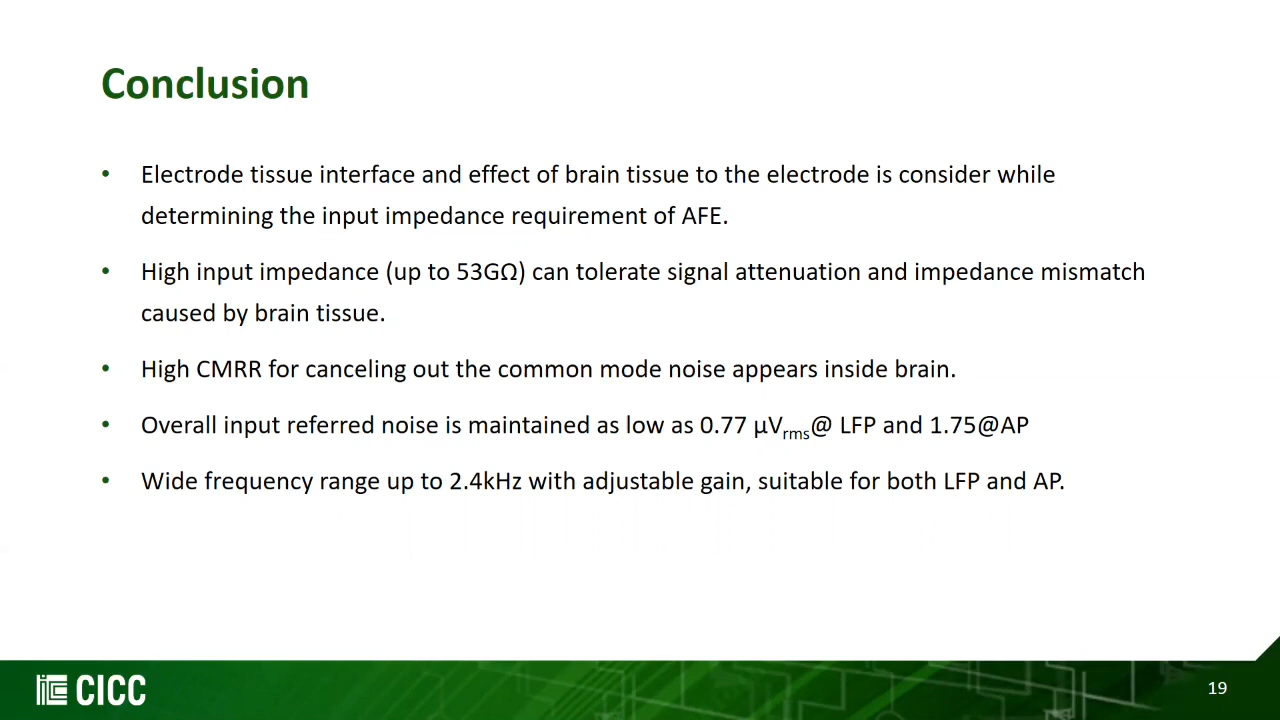 Conclusion
• Electrode tissue interface and effect of brain tissue to the electrode is consider while
determining the input impedance requirement of AFE.
• High input impedance (up to 53GΩ) can tolerate signal attenuation and impedance mismatch
caused by brain tissue.
• High CMRR for canceling out the common mode noise appears inside brain.
• Overall input referred noise is maintained as low as 0.77 µVrms@ LFP and 1.75@AP
• Wide frequency range up to 2.4kHz with adjustable gain, suitable for both LFP and AP.
CICC
19